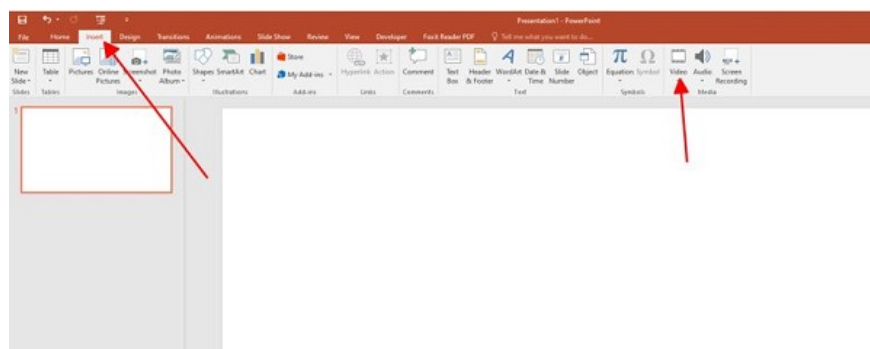 Presentation1 - PowerPoint
File Home Insert Design Transitions Animations Slide Show Review View Developer Foxit Reader PDF Tell me what you want to do...
New Slide Table Pictures Online Pictures Screenshot Photo Album Shapes SmartArt Chart Store My Add-ins Hyperlink Action Comment Text Box Header & Footer WordArt Date & Time Slide Number Object Equation Symbol Video Audio Screen Recording
Slides Tables Images Illustrations Add-ins Links Comments Text Symbols Media
1